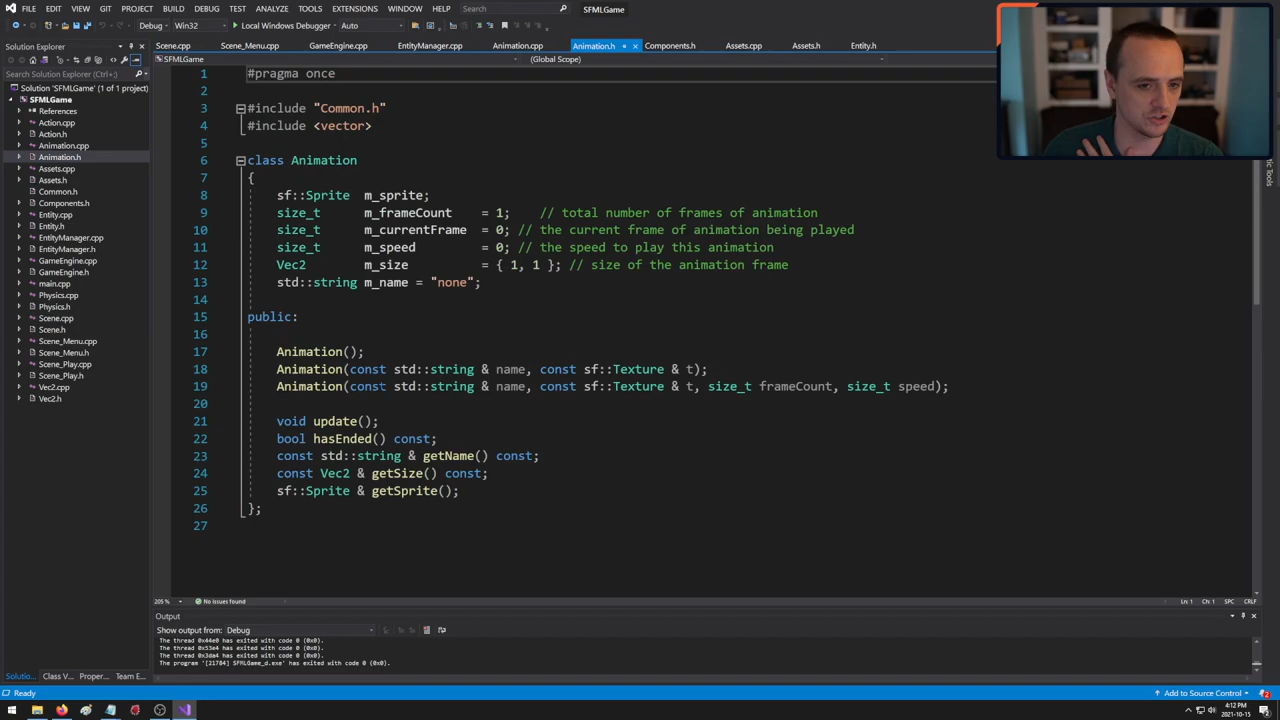 FILE EDIT VIEW GIT PROJECT BUILD DEBUG TEST ANALYZE TOOLS EXTENSIONS WINDOW HELP Search (Ctrl+Q) SFMLGame
Debug Win32 Local Windows Debugger Auto
Solution Explorer
Search Solution Explorer (Ctrl+;)
Solution 'SFMLGame' (1 of 1 project)
SFMLGame
References
Action.cpp
Action.h
Animation.cpp
Animation.h
Assets.cpp
Assets.h
Common.h
Components.h
Entity.cpp
Entity.h
EntityManager.cpp
EntityManager.h
GameEngine.cpp
GameEngine.h
main.cpp
Physics.cpp
Physics.h
Scene.cpp
Scene.h
Scene_Menu.cpp
Scene_Menu.h
Scene_Play.cpp
Scene_Play.h
Vec2.cpp
Vec2.h
Solutio... Class V... Proper... Team E...
Scene.cpp Scene_Menu.cpp GameEngine.cpp EntityManager.cpp Animation.cpp Animation.h Components.h Assets.cpp Assets.h Entity.h
SFMLGame (Global Scope)
1 #pragma once
2
3 #include "Common.h"
4 #include <vector>
5
6 class Animation
7 {
8 sf::Sprite m_sprite;
9 size_t m_frameCount = 1; // total number of frames of animation
10 size_t m_currentFrame = 0; // the current frame of animation being played
11 size_t m_speed = 0; // the speed to play this animation
12 Vec2 m_size = { 1, 1 }; // size of the animation frame
13 std::string m_name = "none";
14
15 public:
16
17 Animation();
18 Animation(const std::string & name, const sf::Texture & t);
19 Animation(const std::string & name, const sf::Texture & t, size_t frameCount, size_t speed);
20
21 void update();
22 bool hasEnded() const;
23 const std::string & getName() const;
24 const Vec2 & getSize() const;
25 sf::Sprite & getSprite();
26 };
27
205 % No issues found Ln: 1 Ch: 1 SPC CRLF
Output
Show output from: Debug
The thread 0x44e0 has exited with code 0 (0x0).
The thread 0x53e4 has exited with code 0 (0x0).
The thread 0x3da4 has exited with code 0 (0x0).
The program '[21784] SFMLGame_d.exe' has exited with code 0 (0x0).
Ready Add to Source Control 2
4:12 PM
2021-10-15